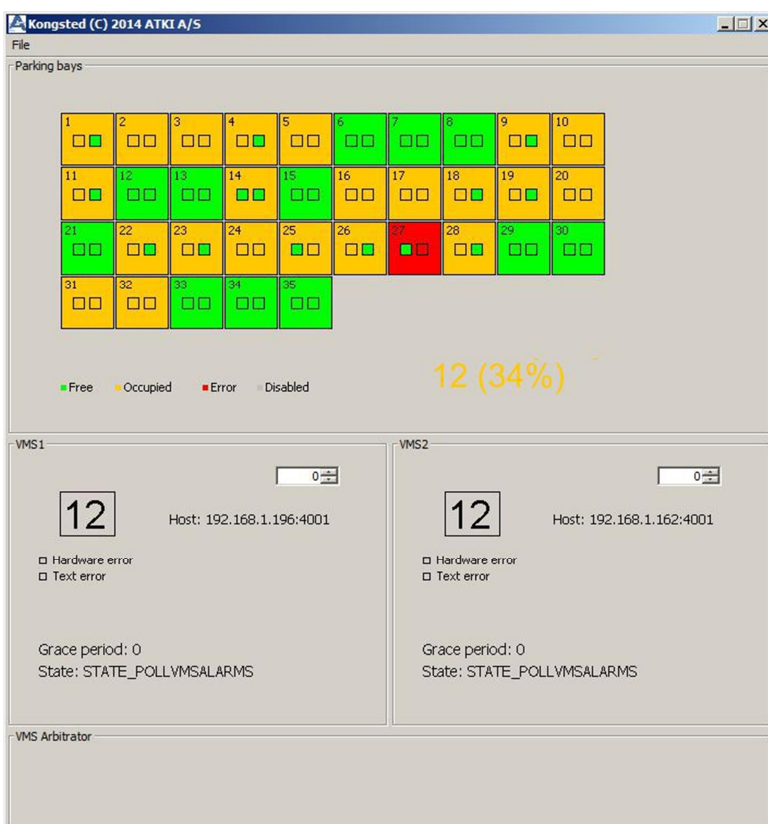 Kongsted (C) 2014 ATKI A/S
File
Parking bays
1 2 3 4 5 6 7 8 9 10
11 12 13 14 15 16 17 18 19 20
21 22 23 24 25 26 27 28 29 30
31 32 33 34 35
Free Occupied Error Disabled
12 (34%)
VMS1
0
12
Host: 192.168.1.196:4001
Hardware error
Text error
Grace period: 0
State: STATE_POLLVMSALARMS
VMS2
0
12
Host: 192.168.1.162:4001
Hardware error
Text error
Grace period: 0
State: STATE_POLLVMSALARMS
VMS Arbitrator